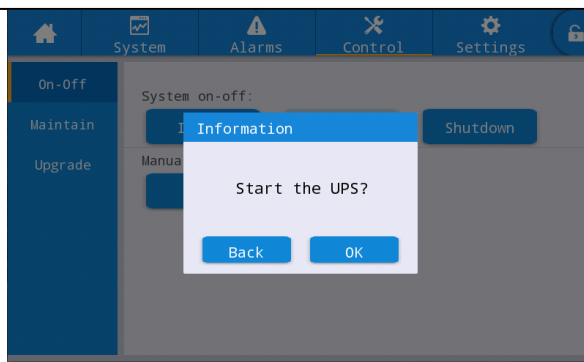 System Alarms Control Settings
On-Off
Maintain
Upgrade
System on-off:
Shutdown
Information
Start the UPS?
Back OK